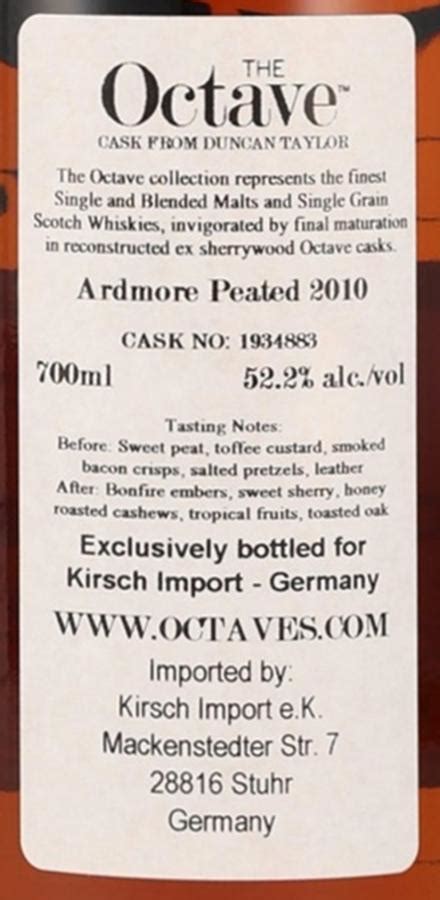 THE
Octave™
CASK FROM DUNCAN TAYLOR
The Octave collection represents the finest
Single and Blended Malts and Single Grain
Scotch Whiskies, invigorated by final maturation
in reconstructed ex sherrywood Octave casks.
Ardmore Peated 2010
CASK NO: 1934883
700ml 52.2% alc./vol
Tasting Notes:
Before: Sweet peat, toffee custard, smoked
bacon crisps, salted pretzels, leather
After: Bonfire embers, sweet sherry, honey
roasted cashews, tropical fruits, toasted oak
Exclusively bottled for
Kirsch Import - Germany
WWW.OCTAVES.COM
Imported by:
Kirsch Import e.K.
Mackenstedter Str. 7
28816 Stuhr
Germany